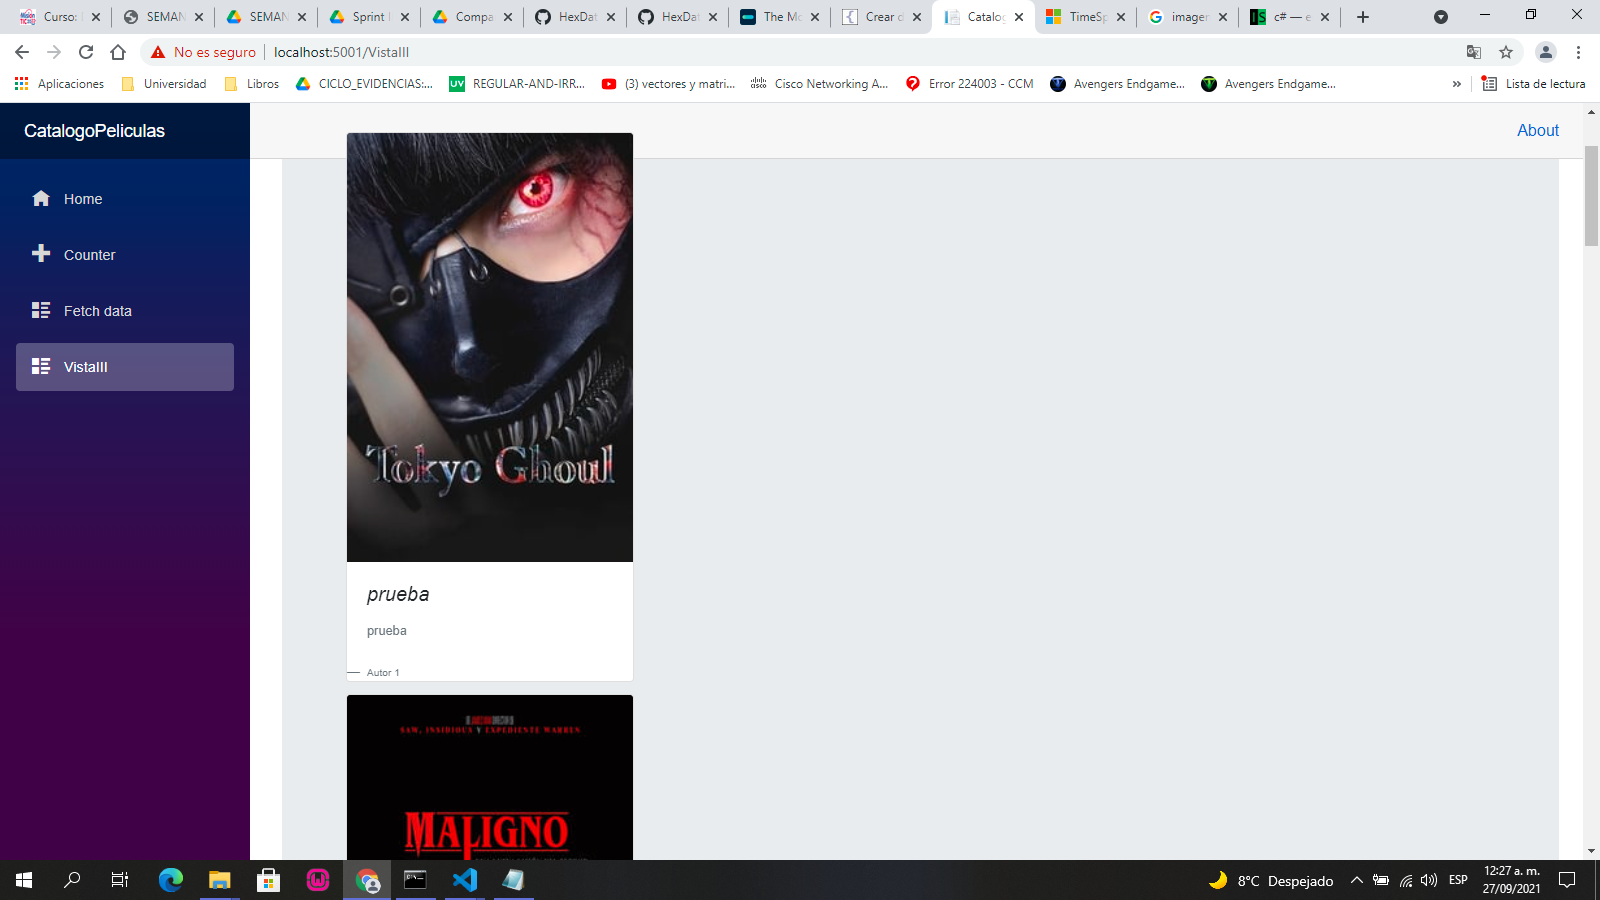 Curso:
SEMAN
SEMAN
Sprint
Compa
HexDat
HexDat
The Mo
Crear d
Catalog
TimeSp
imagen
c# — e
No es seguro
localhost:5001/VistaIII
Aplicaciones
Universidad
Libros
CICLO_EVIDENCIAS:...
REGULAR-AND-IRR...
(3) vectores y matri...
Cisco Networking A...
Error 224003 - CCM
Avengers Endgame...
Avengers Endgame...
»
Lista de lectura
CatalogoPeliculas
About
Home
Counter
Fetch data
VistaIII
Tokyo Ghoul
prueba
prueba
— Autor 1
SAW, INSIDIOUS Y EXPEDIENTE WARREN
MALIGNO
8°C Despejado
ESP
12:27 a. m.
27/09/2021